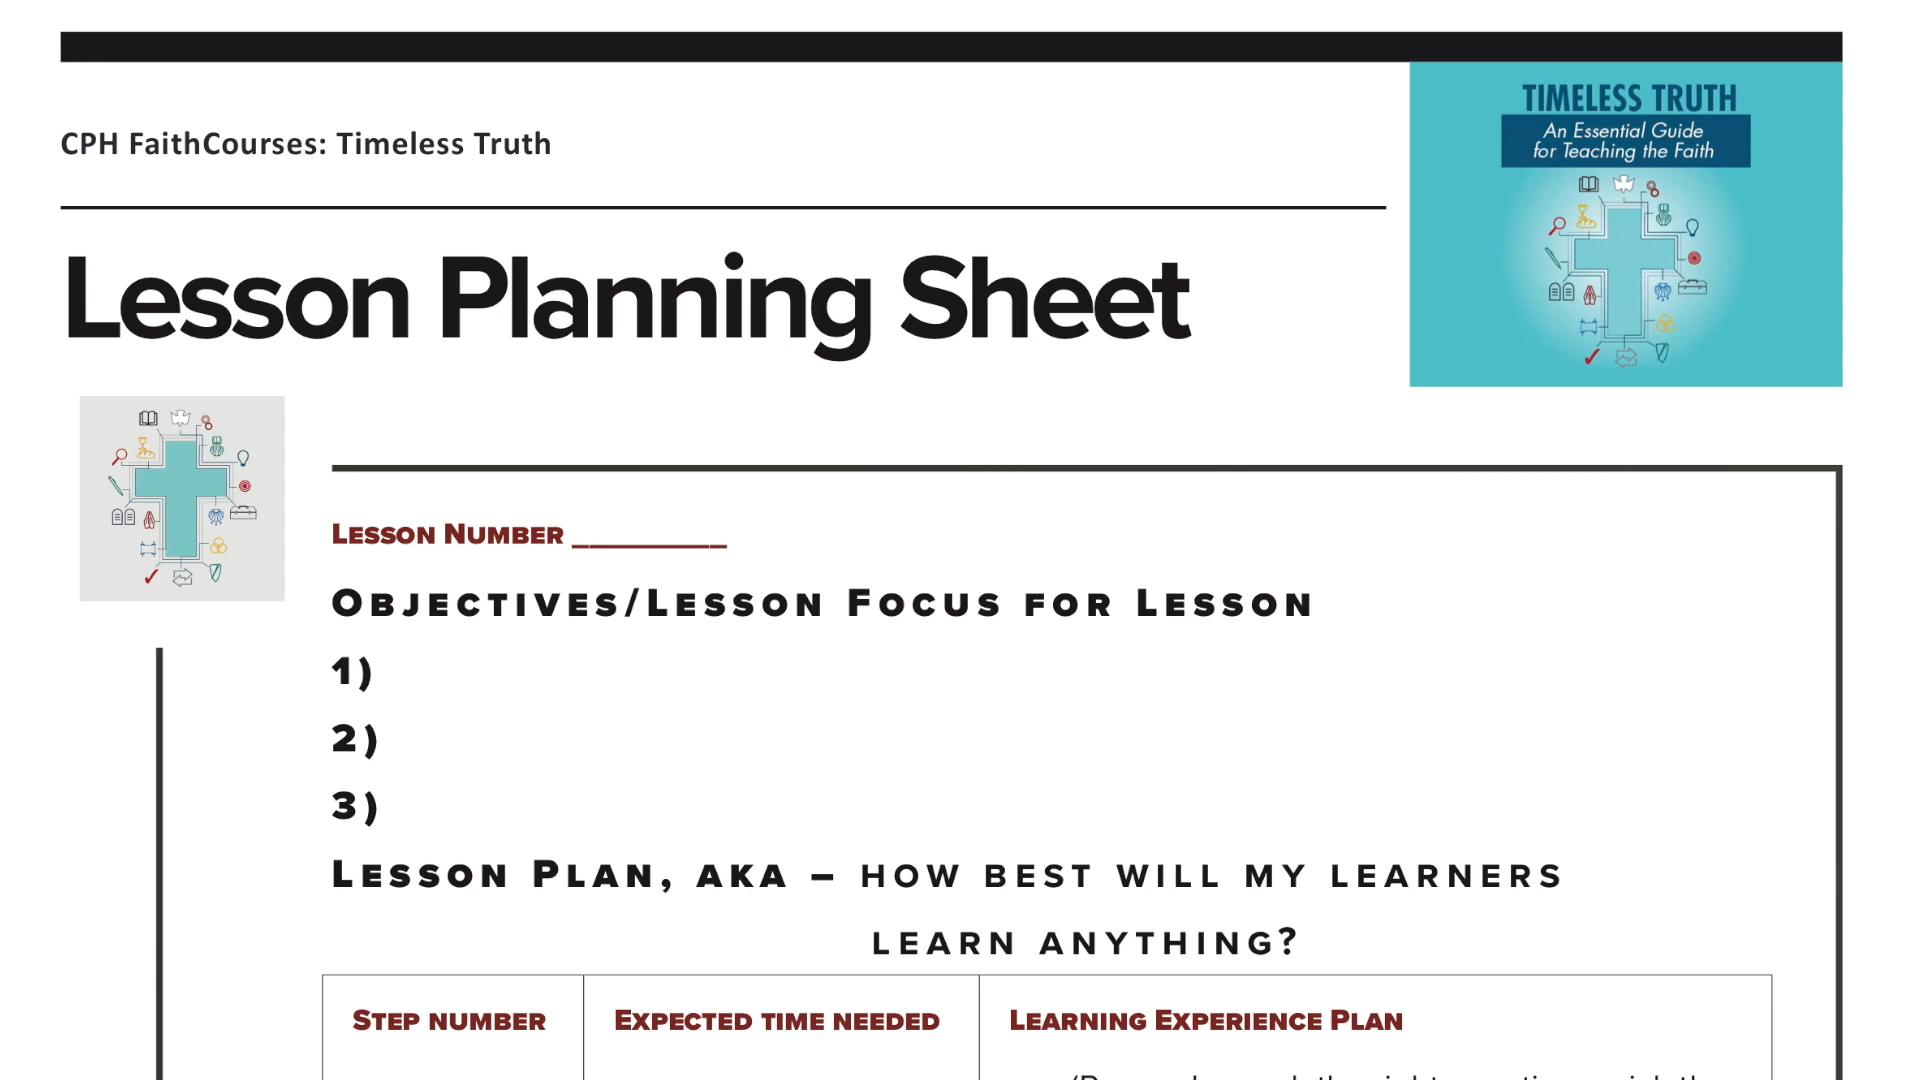 CPH FaithCourses: Timeless Truth
TIMELESS TRUTH
An Essential Guide
for Teaching the Faith
Lesson Planning Sheet
LESSON NUMBER __________
OBJECTIVES/LESSON FOCUS FOR LESSON
1)
2)
3)
LESSON PLAN, AKA – HOW BEST WILL MY LEARNERS
LEARN ANYTHING?
STEP NUMBER
EXPECTED TIME NEEDED
LEARNING EXPERIENCE PLAN